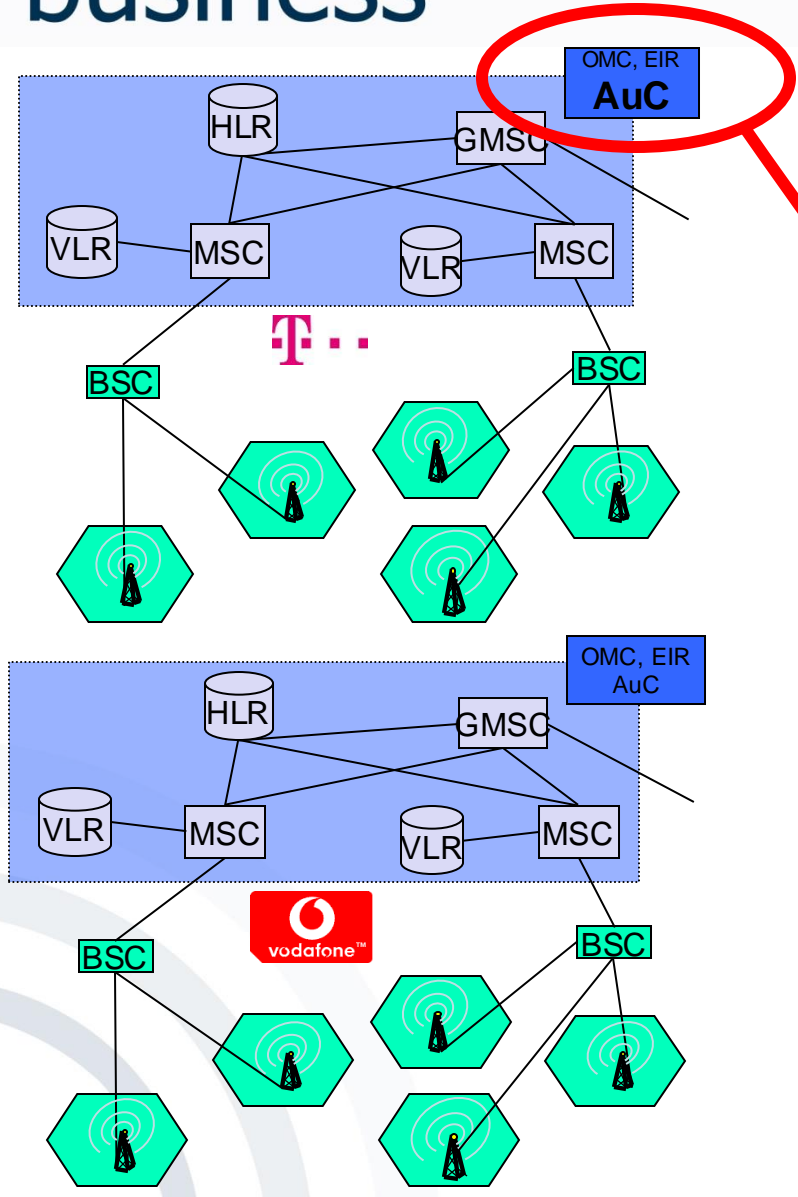 business
OMC, EIR
AuC
HLR
GMSC
VLR
MSC
VLR
MSC
T
BSC
BSC
OMC, EIR
AuC
HLR
GMSC
VLR
MSC
VLR
MSC
vodafone™
BSC
BSC